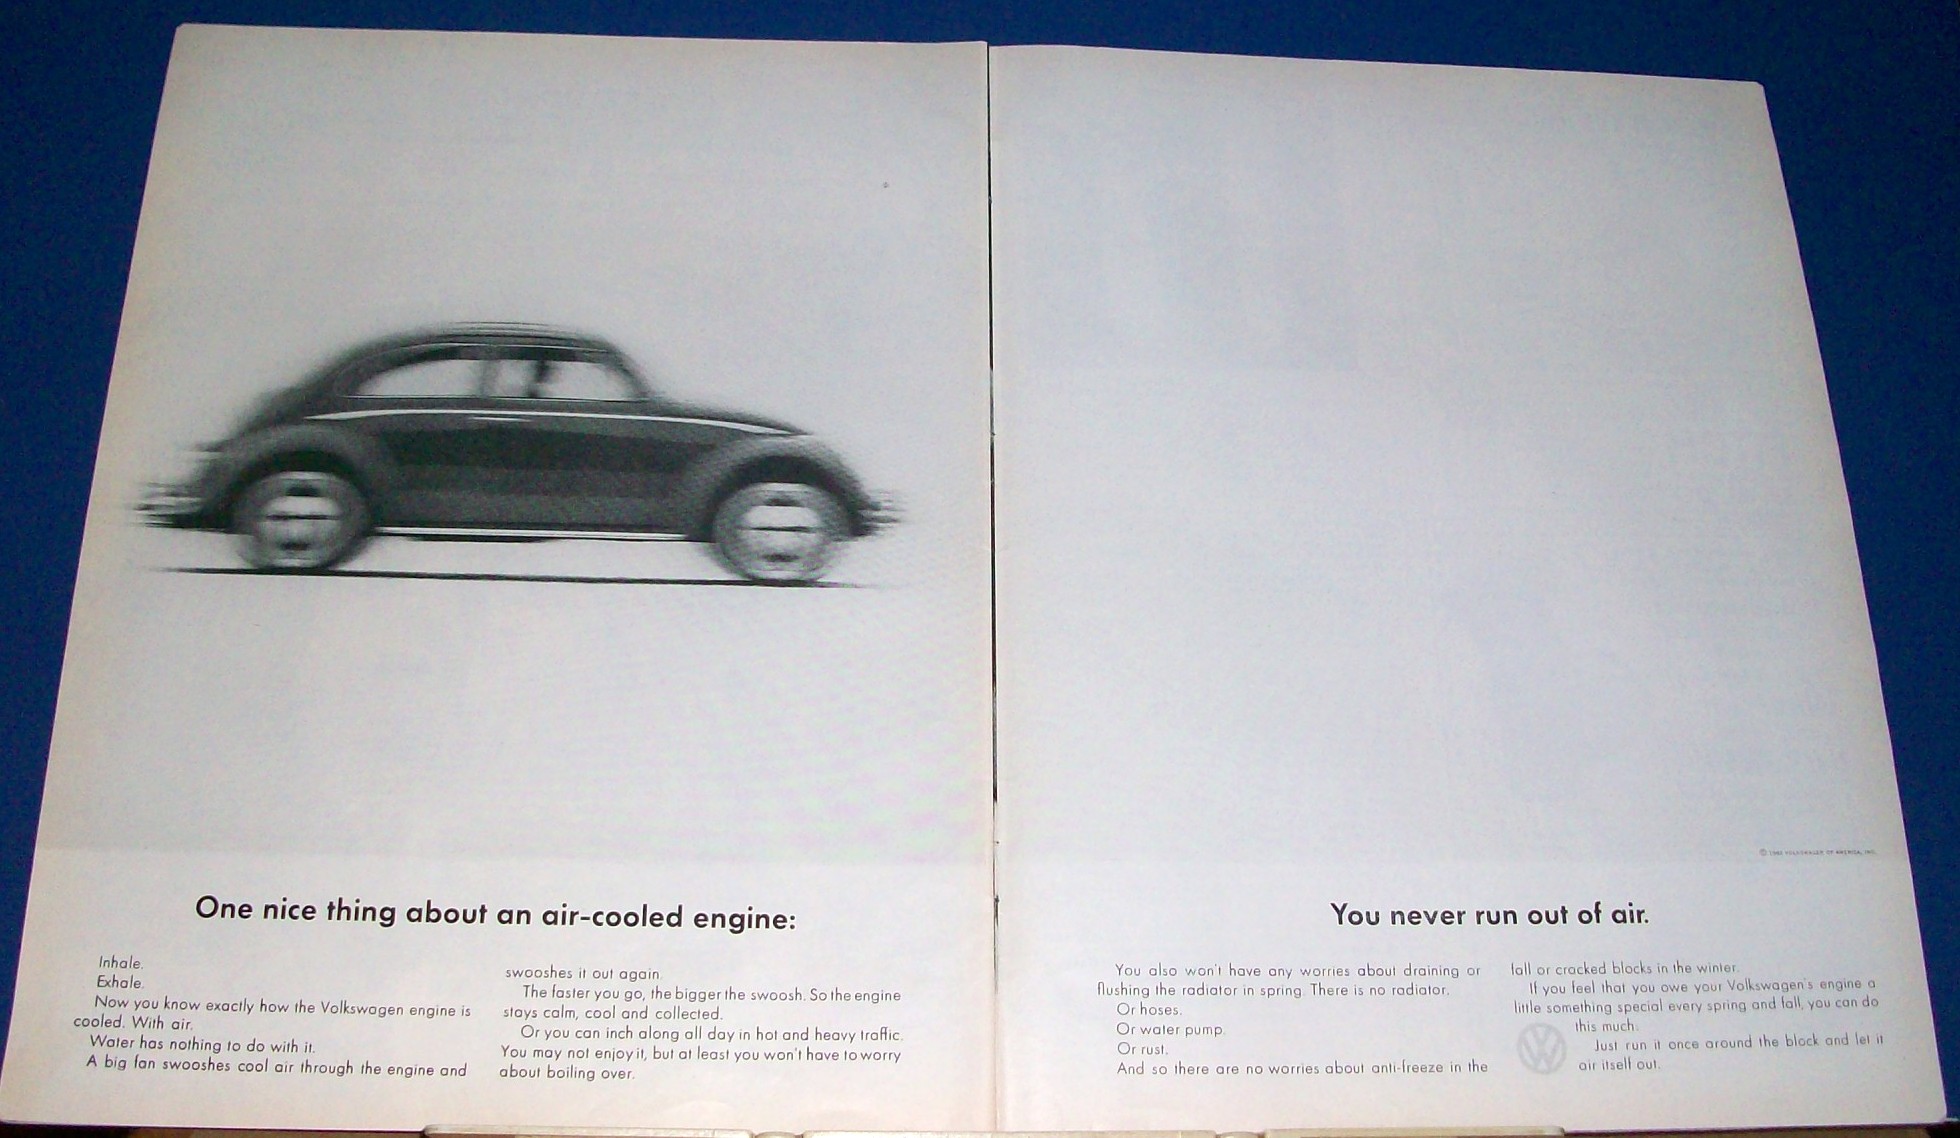 One nice thing about an air-cooled engine:
Inhale.
Exhale.
Now you know exactly how the Volkswagen engine is
cooled. With air.
Water has nothing to do with it.
A big fan swooshes cool air through the engine and
swooshes it out again.
The faster you go, the bigger the swoosh. So the engine
stays calm, cool and collected.
Or you can inch along all day in hot and heavy traffic.
You may not enjoy it, but at least you won't have to worry
about boiling over.
© VOLKSWAGEN OF AMERICA, INC.
You never run out of air.
You also won't have any worries about draining or
flushing the radiator in spring. There is no radiator.
Or hoses.
Or water pump.
Or rust.
And so there are no worries about anti-freeze in the
fall or cracked blocks in the winter.
If you feel that you owe your Volkswagen's engine a
little something special every spring and fall, you can do
this much.
Just run it once around the block and let it
air itself out.
VW